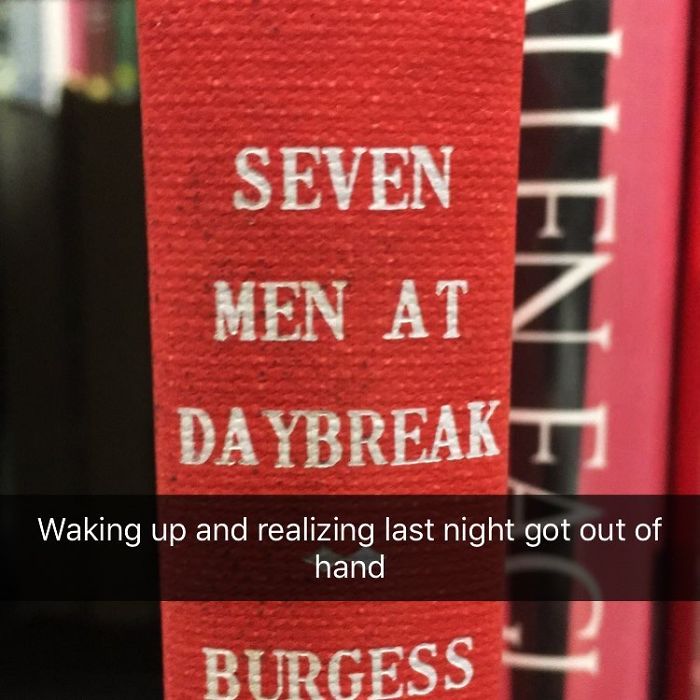 SEVEN
MEN AT
DAYBREAK
Waking up and realizing last night got out of
hand
BURGESS